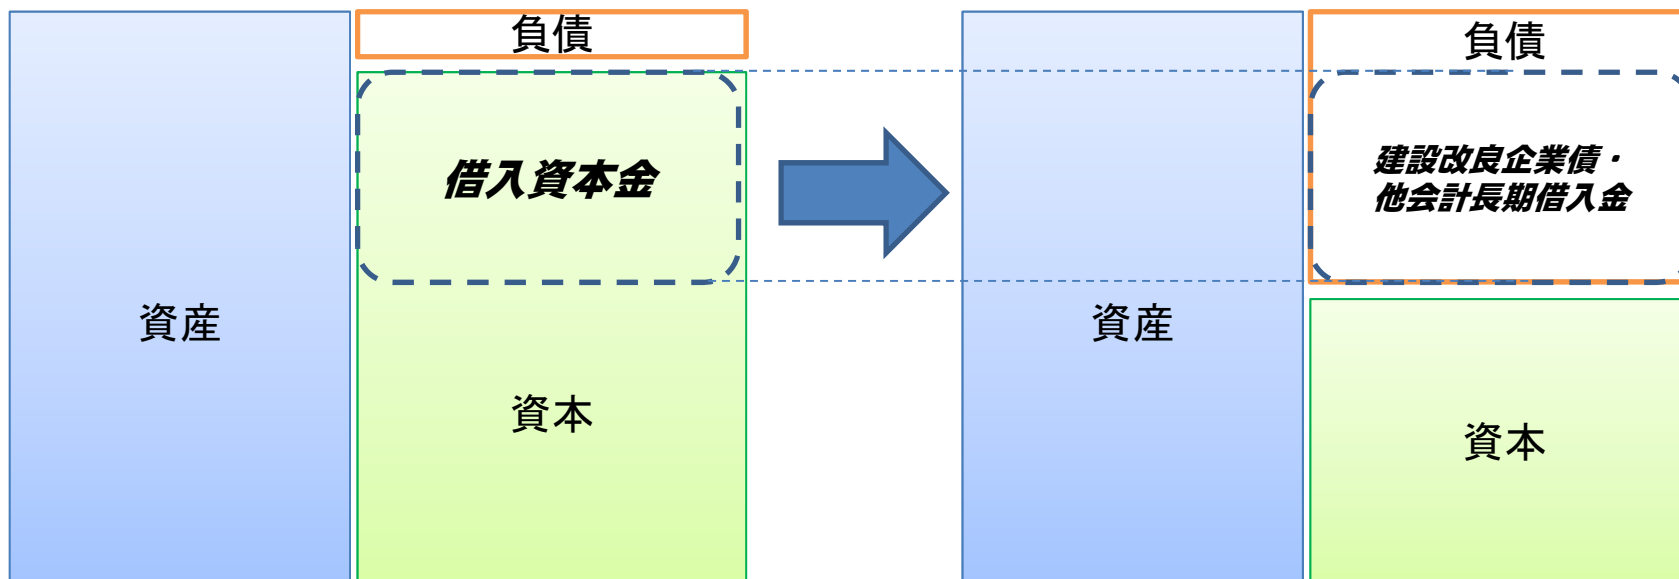 負債
借入資本金
資産
資本
負債
建設改良企業債・
他会計長期借入金
資産
資本